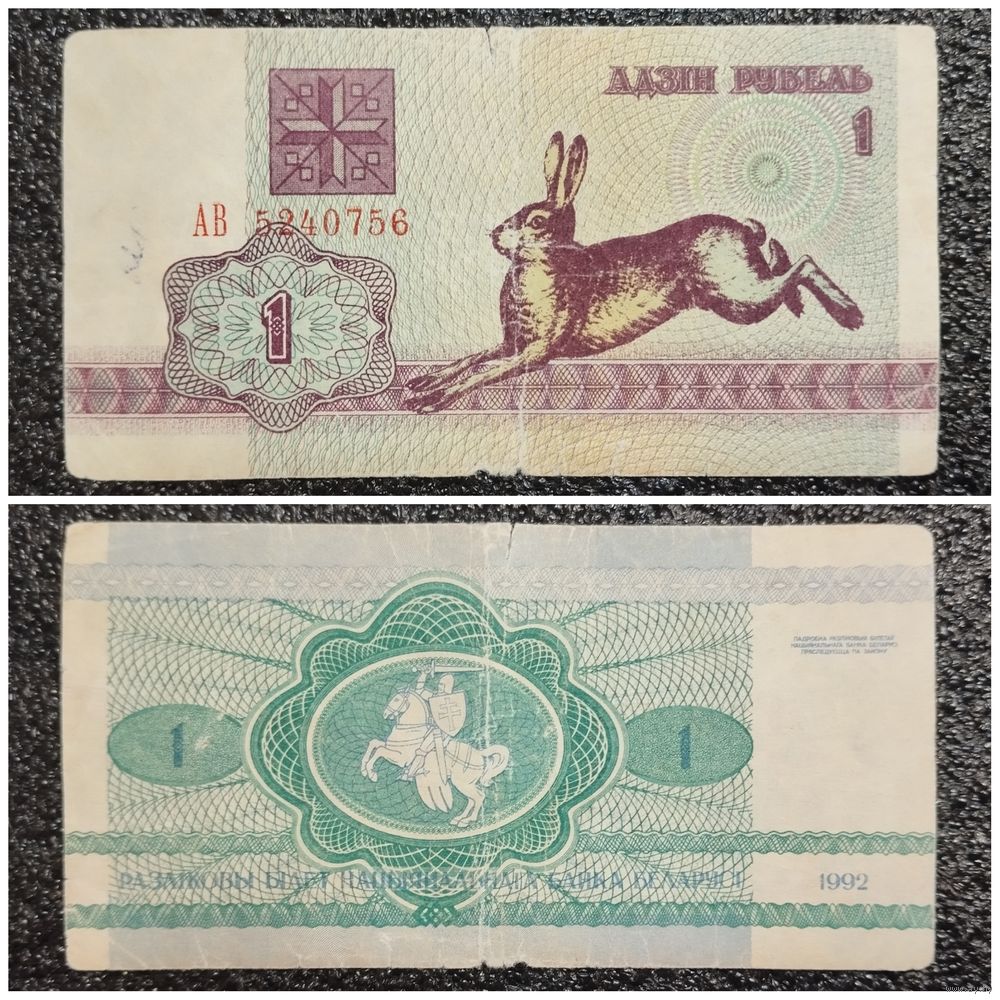 АДЗІН РУБЕЛЬ
1
АВ 5240756
1
ПАДРОБКА РАЗЛІКОВЫХ БІЛЕТАЎ
НАЦЫЯНАЛЬНАГА БАНКА БЕЛАРУСІ
ПРАСЛЕДУЕЦЦА ПА ЗАКОНУ
1 1
РАЗЛІКОВЫ БІЛЕТ НАЦЫЯНАЛЬНАГА БАНКА БЕЛАРУСІ 1992